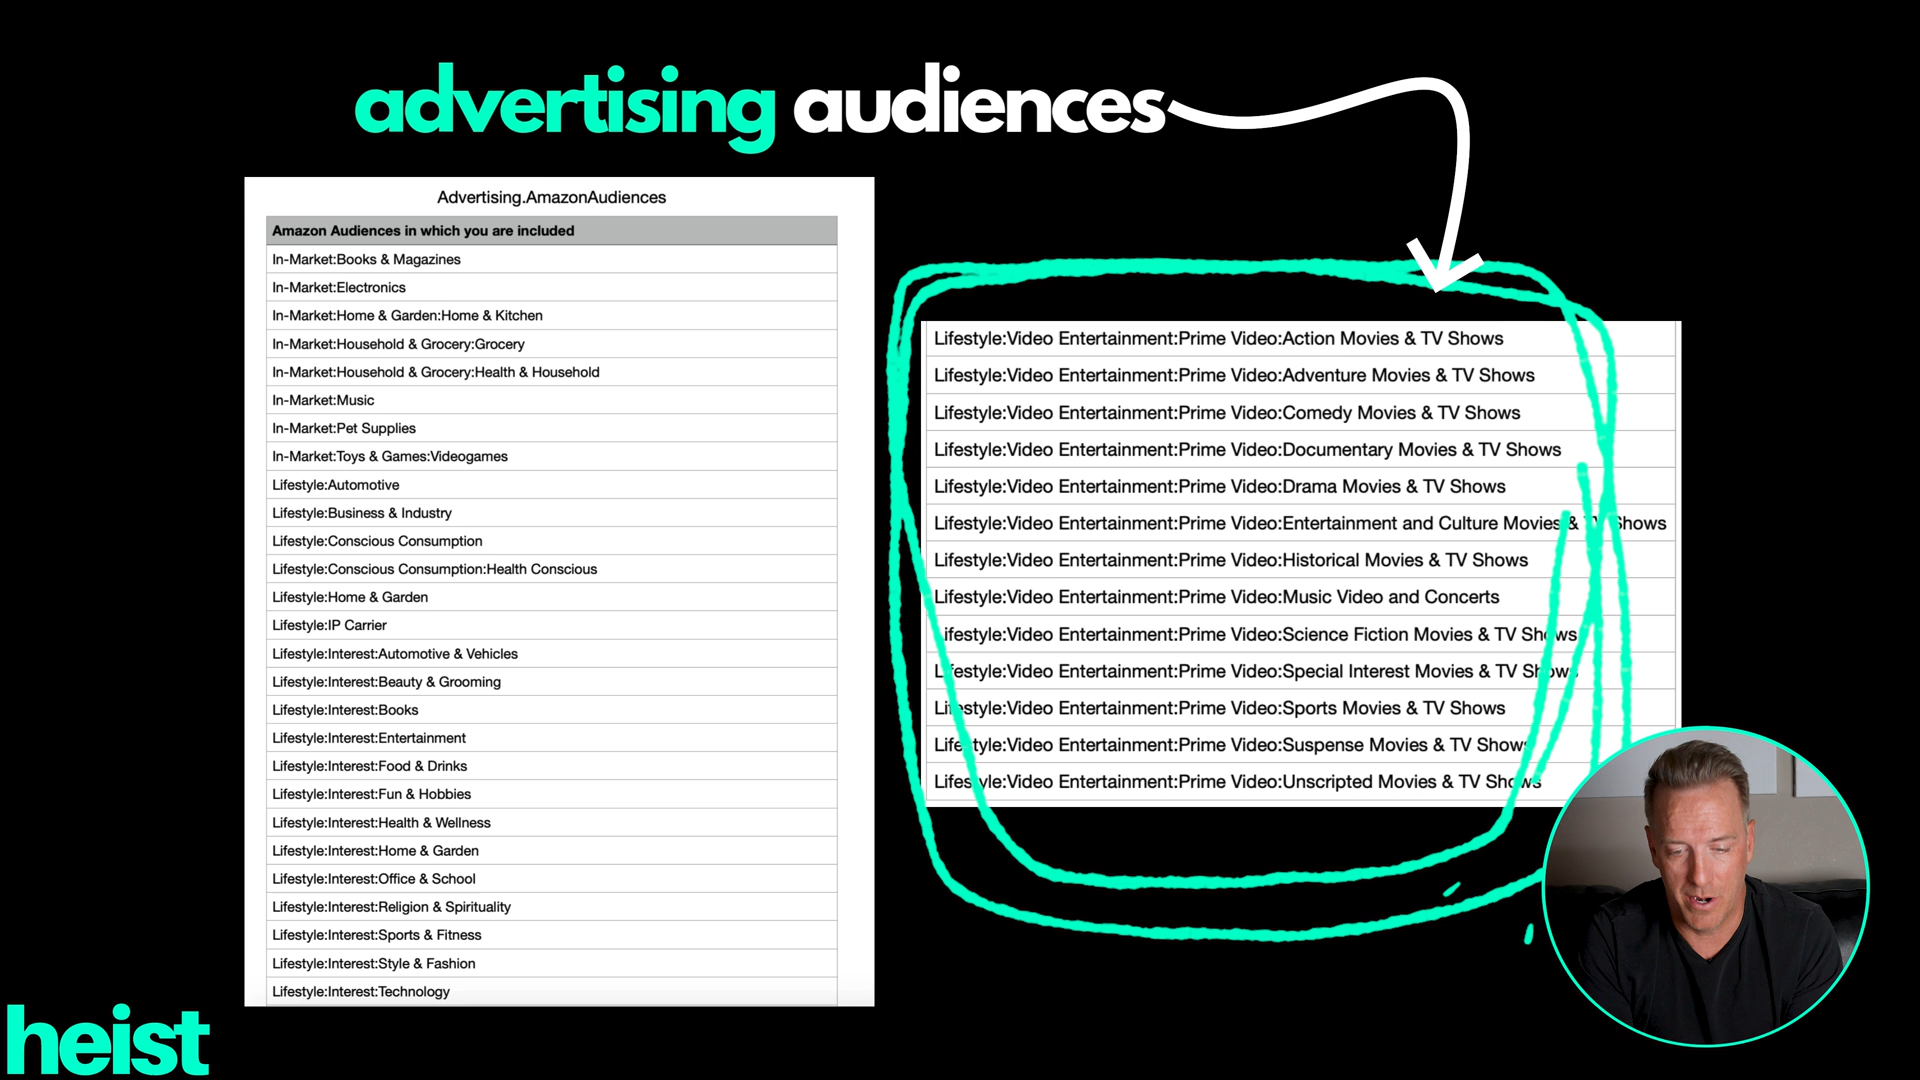 advertising audiences
Advertising.AmazonAudiences
Amazon Audiences in which you are included
In-Market:Books & Magazines
In-Market:Electronics
In-Market:Home & Garden:Home & Kitchen
In-Market:Household & Grocery:Grocery
In-Market:Household & Grocery:Health & Household
In-Market:Music
In-Market:Pet Supplies
In-Market:Toys & Games:Videogames
Lifestyle:Automotive
Lifestyle:Business & Industry
Lifestyle:Conscious Consumption
Lifestyle:Conscious Consumption:Health Conscious
Lifestyle:Home & Garden
Lifestyle:IP Carrier
Lifestyle:Interest:Automotive & Vehicles
Lifestyle:Interest:Beauty & Grooming
Lifestyle:Interest:Books
Lifestyle:Interest:Entertainment
Lifestyle:Interest:Food & Drinks
Lifestyle:Interest:Fun & Hobbies
Lifestyle:Interest:Health & Wellness
Lifestyle:Interest:Home & Garden
Lifestyle:Interest:Office & School
Lifestyle:Interest:Religion & Spirituality
Lifestyle:Interest:Sports & Fitness
Lifestyle:Interest:Style & Fashion
Lifestyle:Interest:Technology
Lifestyle:Video Entertainment:Prime Video:Action Movies & TV Shows
Lifestyle:Video Entertainment:Prime Video:Adventure Movies & TV Shows
Lifestyle:Video Entertainment:Prime Video:Comedy Movies & TV Shows
Lifestyle:Video Entertainment:Prime Video:Documentary Movies & TV Shows
Lifestyle:Video Entertainment:Prime Video:Drama Movies & TV Shows
Lifestyle:Video Entertainment:Prime Video:Entertainment and Culture Movies & TV Shows
Lifestyle:Video Entertainment:Prime Video:Historical Movies & TV Shows
Lifestyle:Video Entertainment:Prime Video:Music Video and Concerts
Lifestyle:Video Entertainment:Prime Video:Science Fiction Movies & TV Shows
Lifestyle:Video Entertainment:Prime Video:Special Interest Movies & TV Shows
Lifestyle:Video Entertainment:Prime Video:Sports Movies & TV Shows
Lifestyle:Video Entertainment:Prime Video:Suspense Movies & TV Shows
Lifestyle:Video Entertainment:Prime Video:Unscripted Movies & TV Shows
heist